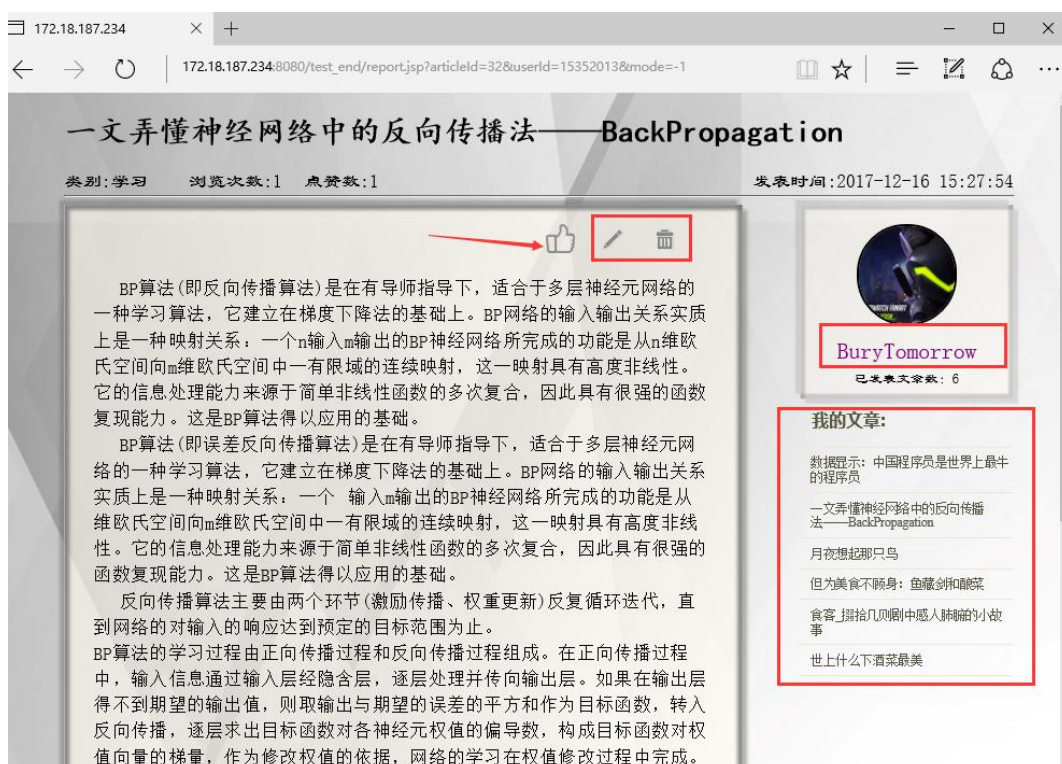 172.18.187.234
172.18.187.234:8080/test_end/report.jsp?articleId=32&userId=15352013&mode=-1
一文弄懂神经网络中的反向传播法——BackPropagation
类别:学习 浏览次数:1 点赞数:1 发表时间:2017-12-16 15:27:54
BP算法(即反向传播算法)是在有导师指导下，适合于多层神经元网络的
一种学习算法，它建立在梯度下降法的基础上。BP网络的输入输出关系实质
上是一种映射关系：一个n输入m输出的BP神经网络所完成的功能是从n维欧
氏空间向m维欧氏空间中一有限域的连续映射，这一映射具有高度非线性。
它的信息处理能力来源于简单非线性函数的多次复合，因此具有很强的函数
复现能力。这是BP算法得以应用的基础。
BP算法(即误差反向传播算法)是在有导师指导下，适合于多层神经元网
络的一种学习算法，它建立在梯度下降法的基础上。BP网络的输入输出关系
实质上是一种映射关系：一个 输入m输出的BP神经网络所完成的功能是从
维欧氏空间向m维欧氏空间中一有限域的连续映射，这一映射具有高度非线
性。它的信息处理能力来源于简单非线性函数的多次复合，因此具有很强的
函数复现能力。这是BP算法得以应用的基础。
反向传播算法主要由两个环节(激励传播、权重更新)反复循环迭代，直
到网络的对输入的响应达到预定的目标范围为止。
BP算法的学习过程由正向传播过程和反向传播过程组成。在正向传播过程
中，输入信息通过输入层经隐含层，逐层处理并传向输出层。如果在输出层
得不到期望的输出值，则取输出与期望的误差的平方和作为目标函数，转入
反向传播，逐层求出目标函数对各神经元权值的偏导数，构成目标函数对权
值向量的梯量，作为修改权值的依据，网络的学习在权值修改过程中完成。
BuryTomorrow
已发表文章数: 6
我的文章:
数据显示：中国程序员是世界上最牛
的程序员
一文弄懂神经网络中的反向传播
法——BackPropagation
月夜想起那只鸟
但为美食不顾身：鱼藏剑和酸菜
食客_掇拾几则剧中感人肺腑的小故
事
世上什么下酒菜最美